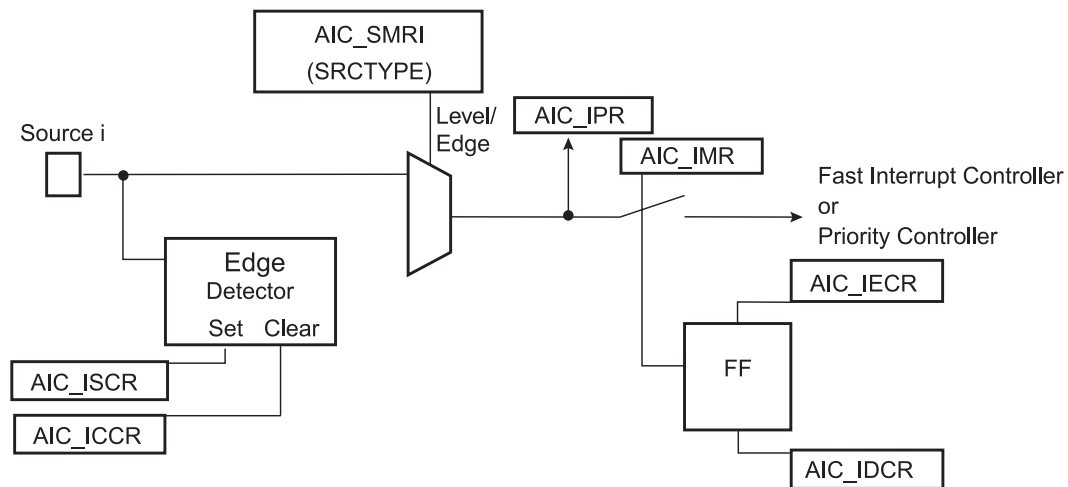 AIC_SMRI
(SRCTYPE)
Level/
Edge
AIC_IPR
Source i
AIC_IMR
Fast Interrupt Controller
or
Priority Controller
Edge
Detector
Set Clear
AIC_IECR
FF
AIC_ISCR
AIC_ICCR
AIC_IDCR